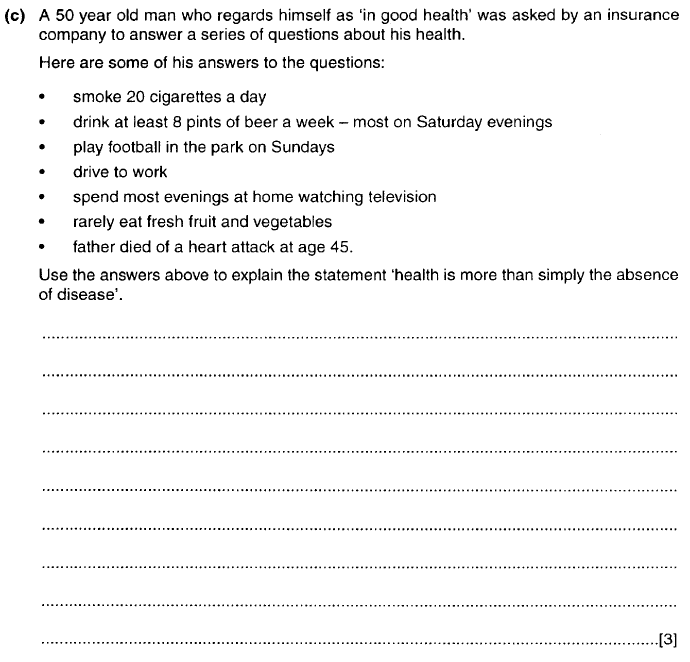 (c) A 50 year old man who regards himself as 'in good health' was asked by an insurance
company to answer a series of questions about his health.
Here are some of his answers to the questions:
• smoke 20 cigarettes a day
• drink at least 8 pints of beer a week – most on Saturday evenings
• play football in the park on Sundays
• drive to work
• spend most evenings at home watching television
• rarely eat fresh fruit and vegetables
• father died of a heart attack at age 45.
Use the answers above to explain the statement 'health is more than simply the absence
of disease'.
[3]